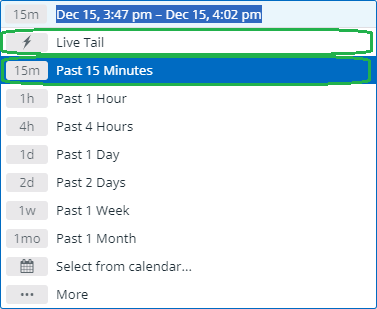 15m Dec 15, 3:47 pm – Dec 15, 4:02 pm
Live Tail
15m Past 15 Minutes
1h Past 1 Hour
4h Past 4 Hours
1d Past 1 Day
2d Past 2 Days
1w Past 1 Week
1mo Past 1 Month
Select from calendar...
More